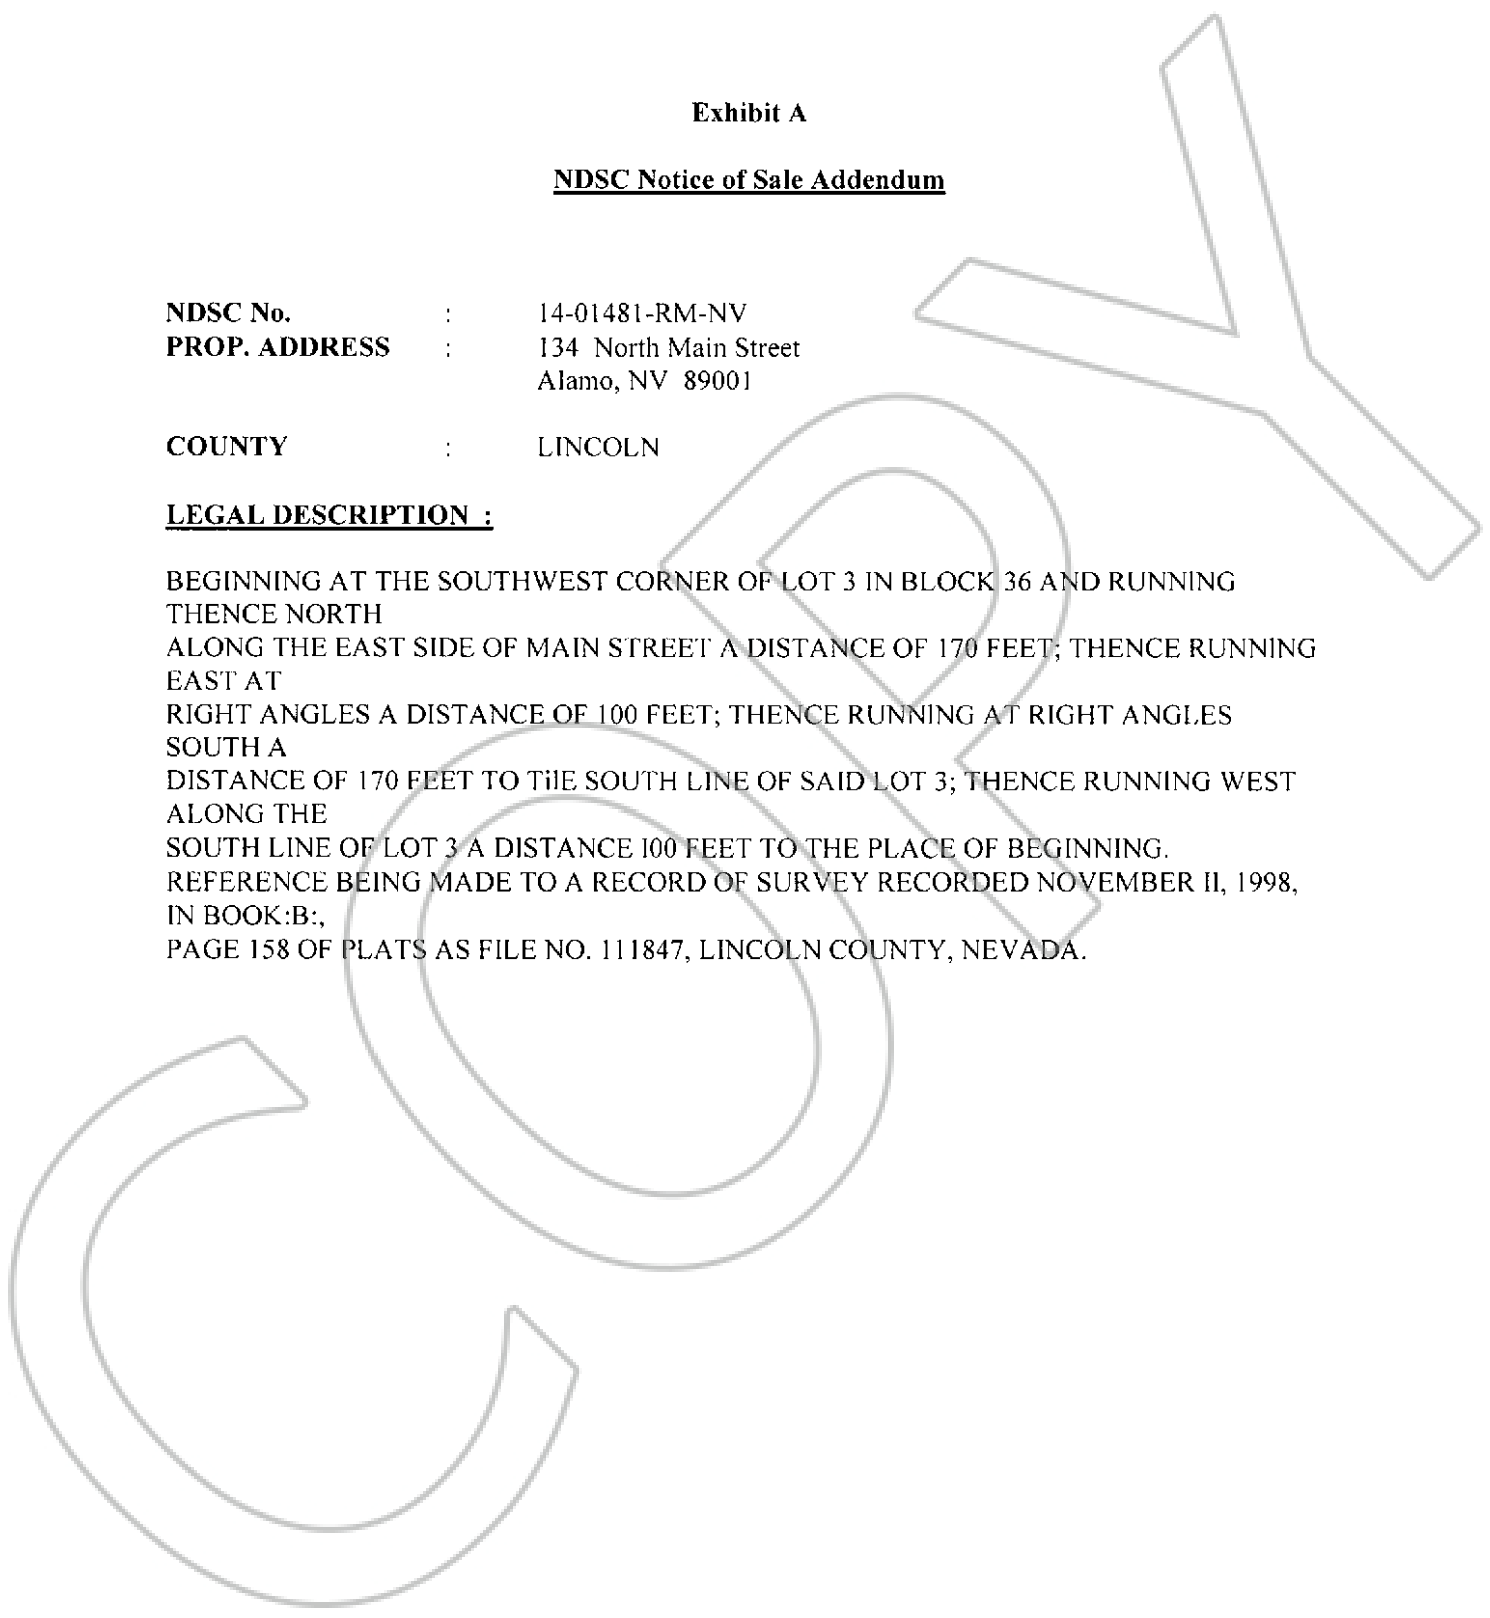 Exhibit A
NDSC Notice of Sale Addendum
NDSC No. : 14-01481-RM-NV
PROP. ADDRESS : 134 North Main Street
Alamo, NV 89001
COUNTY : LINCOLN
LEGAL DESCRIPTION :
BEGINNING AT THE SOUTHWEST CORNER OF LOT 3 IN BLOCK 36 AND RUNNING
THENCE NORTH
ALONG THE EAST SIDE OF MAIN STREET A DISTANCE OF 170 FEET; THENCE RUNNING
EAST AT
RIGHT ANGLES A DISTANCE OF 100 FEET; THENCE RUNNING AT RIGHT ANGLES
SOUTH A
DISTANCE OF 170 FEET TO TilE SOUTH LINE OF SAID LOT 3; THENCE RUNNING WEST
ALONG THE
SOUTH LINE OF LOT 3 A DISTANCE I00 FEET TO THE PLACE OF BEGINNING.
REFERENCE BEING MADE TO A RECORD OF SURVEY RECORDED NOVEMBER II, 1998,
IN BOOK:B:,
PAGE 158 OF PLATS AS FILE NO. 111847, LINCOLN COUNTY, NEVADA.
COPY